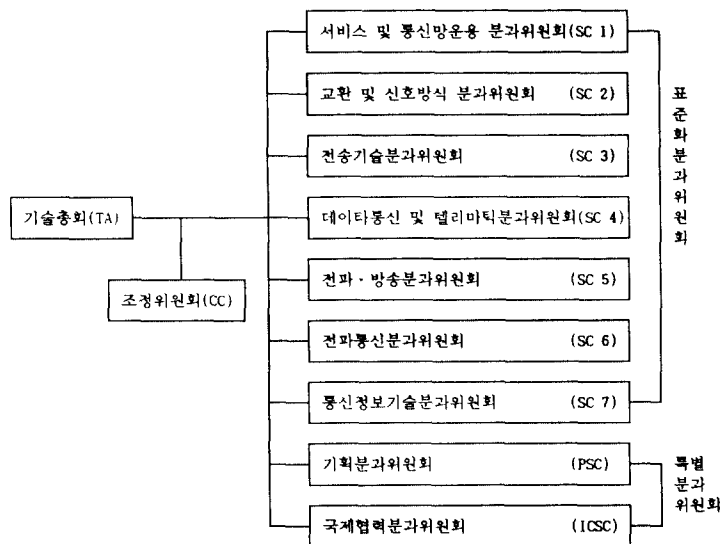 서비스 및 통신망운용 분과위원회(SC 1)
교환 및 신호방식 분과위원회 (SC 2)
전송기술분과위원회 (SC 3)
기술총회(TA)
데이타통신 및 텔리마틱분과위원회(SC 4)
조정위원회(CC)
전파·방송분과위원회 (SC 5)
전파통신분과위원회 (SC 6)
통신정보기술분과위원회 (SC 7)
표
준
화
분
과
위
원
회
기획분과위원회 (PSC)
국제협력분과위원회 (ICSC)
특별
분과
위원회